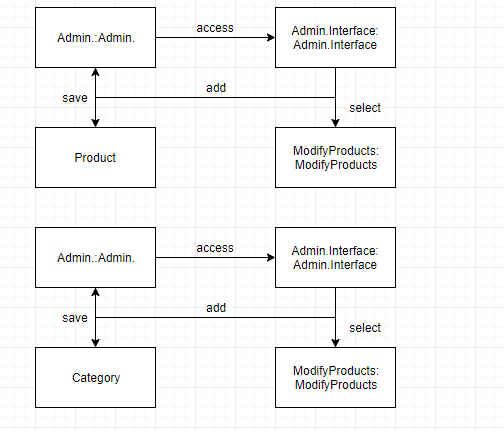 access
Admin.:Admin.
Admin.Interface:
Admin.Interface
add
save
select
Product
ModifyProducts:
ModifyProducts
access
Admin.:Admin.
Admin.Interface:
Admin.Interface
add
save
select
Category
ModifyProducts:
ModifyProducts